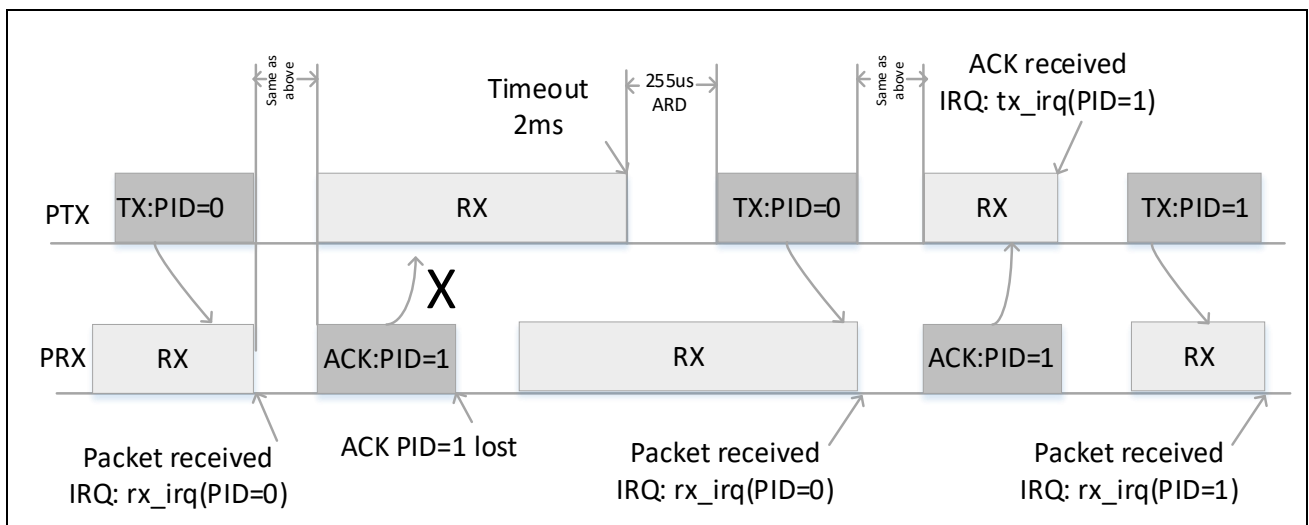 Same as
above
Timeout
2ms
255us
ARD
Same as
above
ACK received
IRQ: tx_irq(PID=1)
PTX
TX:PID=0
RX
TX:PID=0
RX
TX:PID=1
X
PRX
RX
ACK:PID=1
RX
ACK:PID=1
RX
Packet received
IRQ: rx_irq(PID=0)
ACK PID=1 lost
Packet received
IRQ: rx_irq(PID=0)
Packet received
IRQ: rx_irq(PID=1)